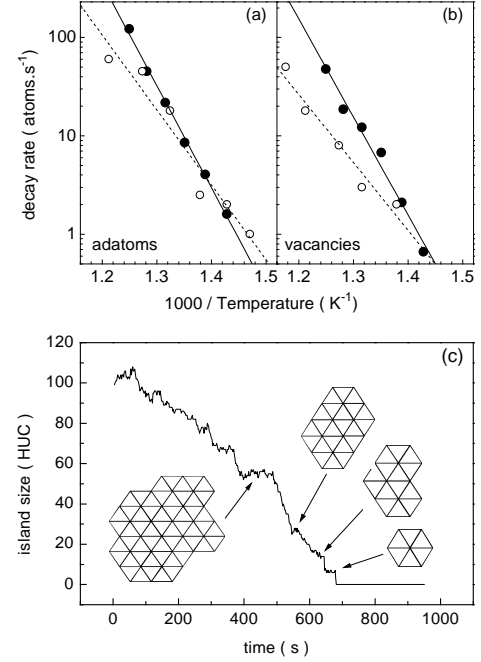 (a)
(b)
100
10
1
decay rate ( atoms.s⁻¹)
adatoms
vacancies
1.2
1.3
1.4
1.5
1.2
1.3
1.4
1.5
1000 / Temperature ( K⁻¹)
(c)
120
100
80
60
40
20
0
island size ( HUC)
0
200
400
600
800
1000
time ( s )